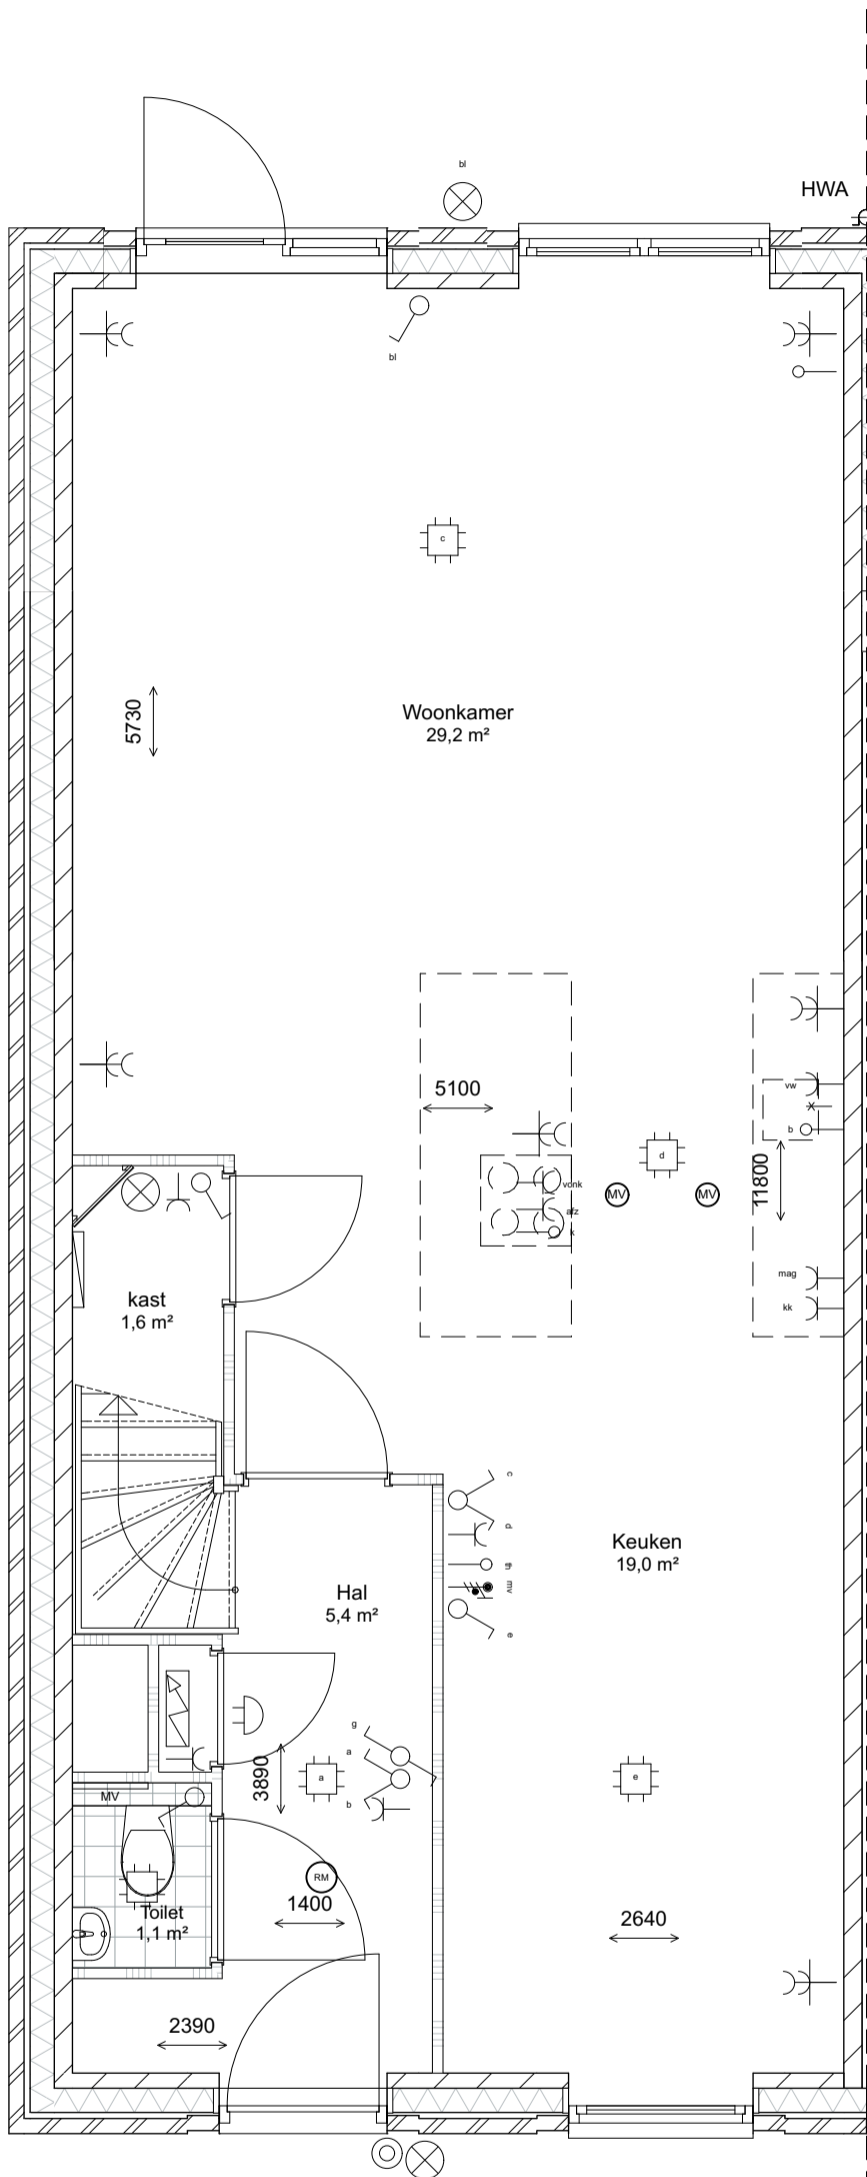 bl
HWA
bl
c
5730
Woonkamer
29,2 m²
5100
vw
b
d
11800
vonk
MV
MV
afz
k
mag
kk
kast
1,6 m²
c
d
th
mv
e
Keuken
19,0 m²
Hal
5,4 m²
g
a
b
a
3890
e
MV
RM
1400
Toilet
1,1 m²
2640
2390